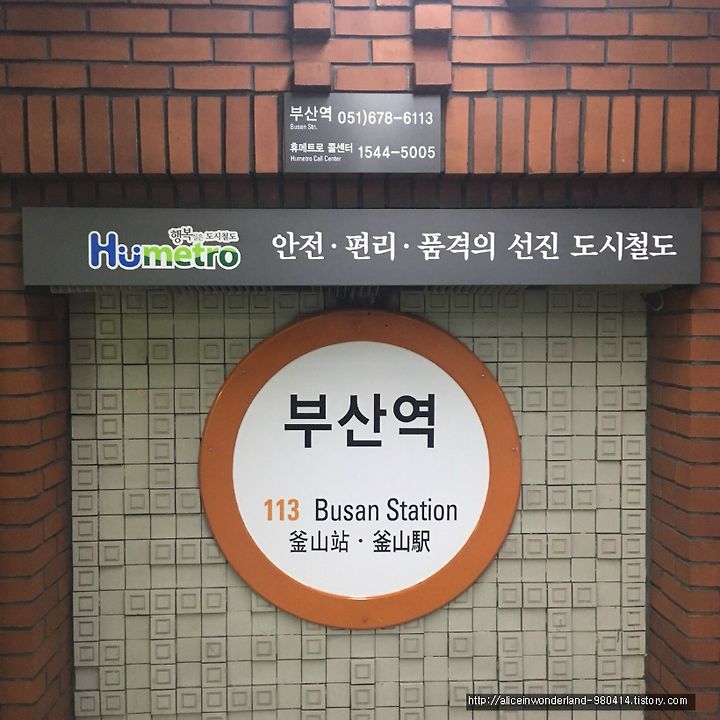 부산역 051)678-6113
Busan Stn.
휴메트로 콜센터 1544-5005
Humetro Call Center
행복 도시철도
Humetro 안전·편리·품격의 선진 도시철도
부산역
113 Busan Station
釜山站·釜山駅
http://aliceinwonderland-980414.tistory.com